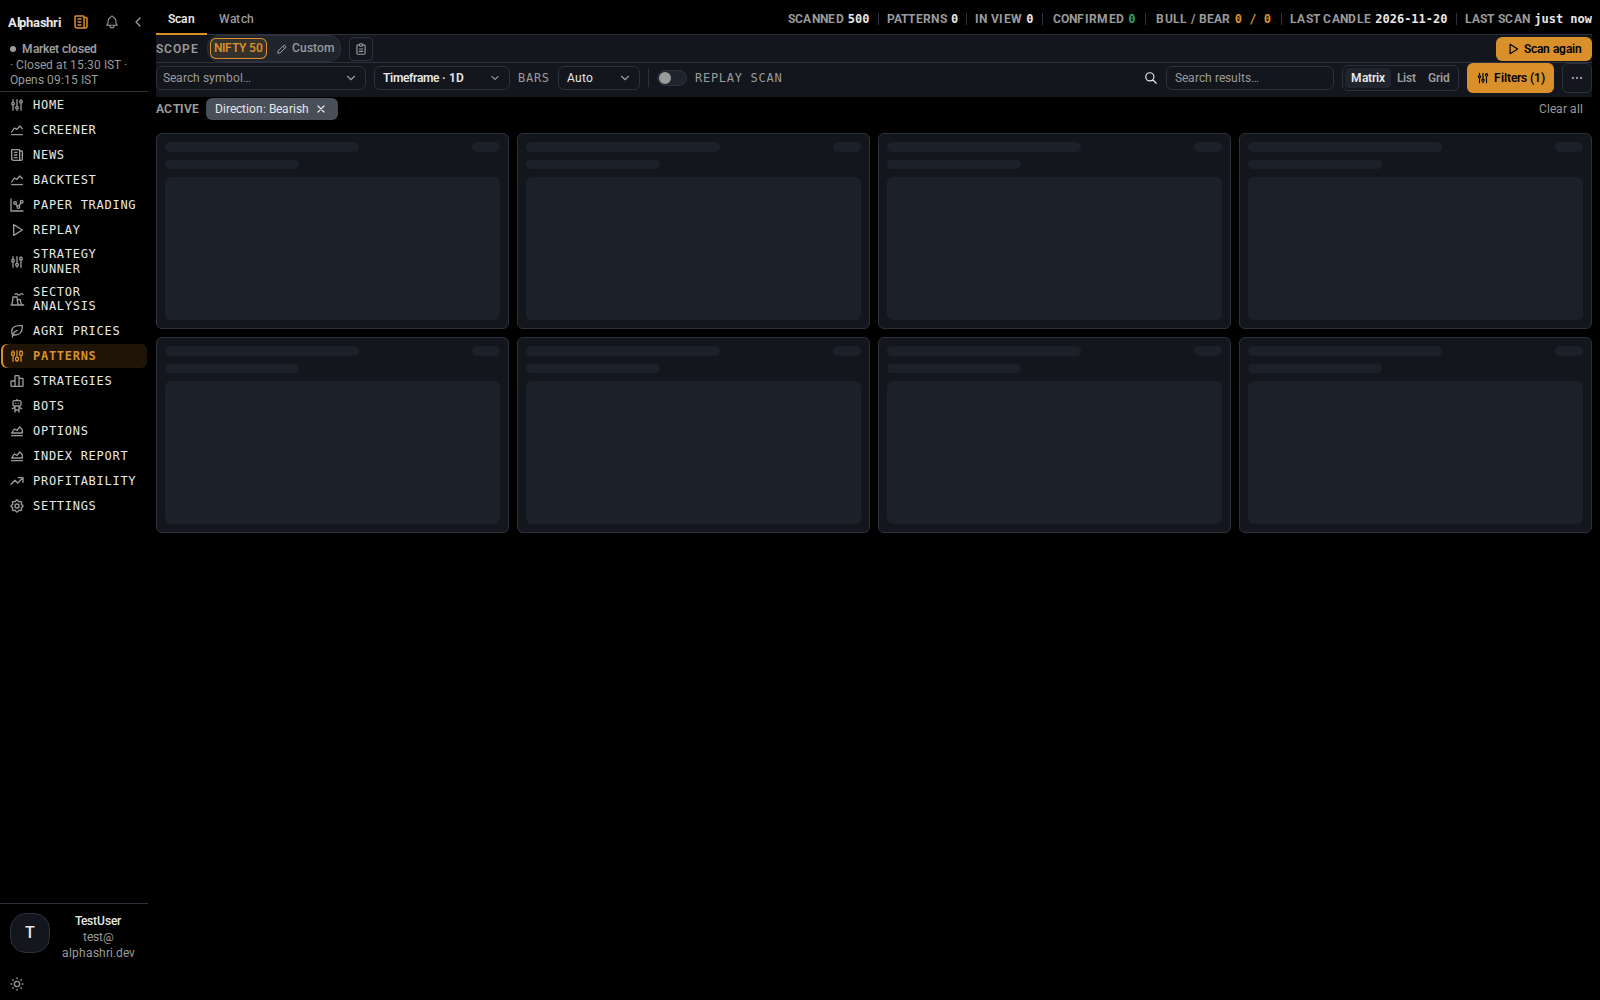 Alphashri
Market closed
· Closed at 15:30 IST ·
Opens 09:15 IST
HOME
SCREENER
NEWS
BACKTEST
PAPER TRADING
REPLAY
STRATEGY
RUNNER
SECTOR
ANALYSIS
AGRI PRICES
PATTERNS
STRATEGIES
BOTS
OPTIONS
INDEX REPORT
PROFITABILITY
SETTINGS
T
TestUser
test@
alphashri.dev
Scan Watch
SCANNED 500 PATTERNS 0 IN VIEW 0 CONFIRMED 0 BULL / BEAR 0 / 0 LAST CANDLE 2026-11-20 LAST SCAN just now
SCOPE NIFTY 50 Custom Scan again
Search symbol... Timeframe · 1D BARS Auto REPLAY SCAN Search results... Matrix List Grid Filters (1)
ACTIVE Direction: Bearish Clear all